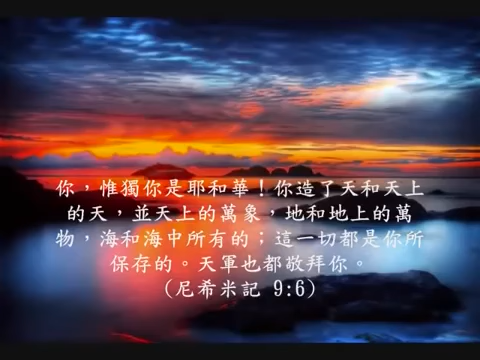 你，惟獨你是耶和華！你造了天和天上
的天，並天上的萬象，地和地上的萬
物，海和海中所有的；這一切都是你所
保存的。天軍也都敬拜你。
(尼希米記 9:6)